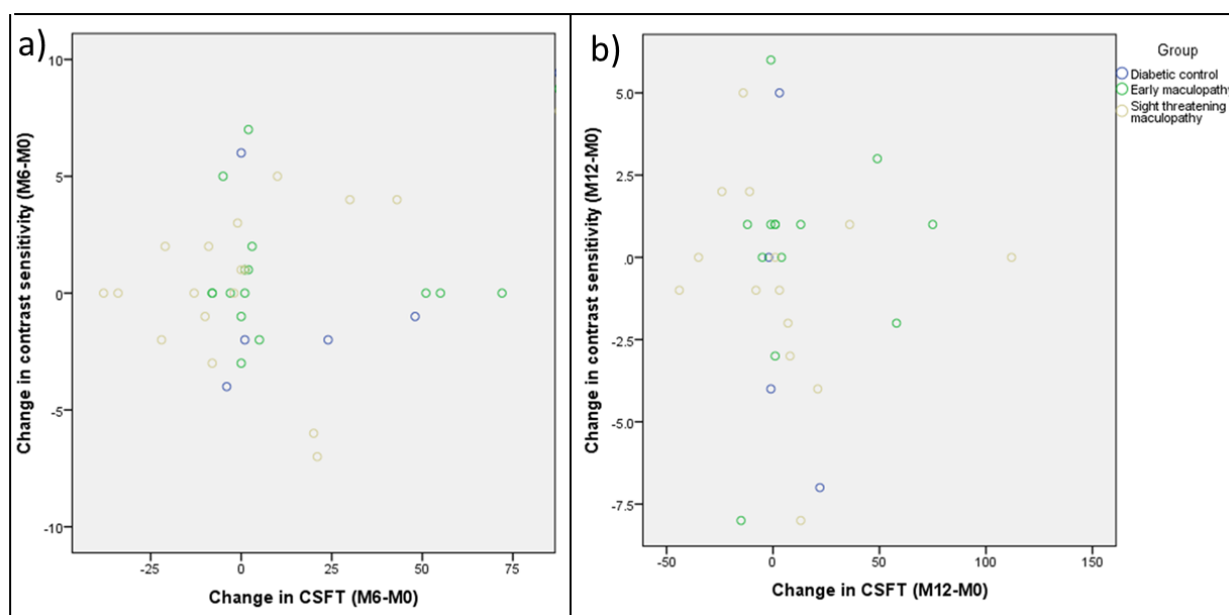 a)
10
5
0
-5
-10
-25 0 25 50 75
Change in contrast sensitivity (M6-M0)
Change in CSFT (M6-M0)
b)
5.0
2.5
.0
-2.5
-5.0
-7.5
-50 0 50 100 150
Change in contrast sensitivity (M12-M0)
Change in CSFT (M12-M0)
Group
Diabetic control
Early maculopathy
Sight threatening
maculopathy